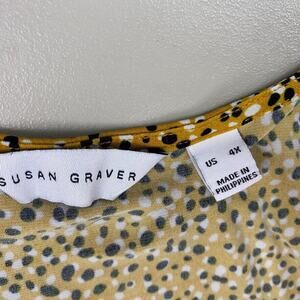 SUSAN GRAVER
US 4X
MADE IN
PHILIPPINES